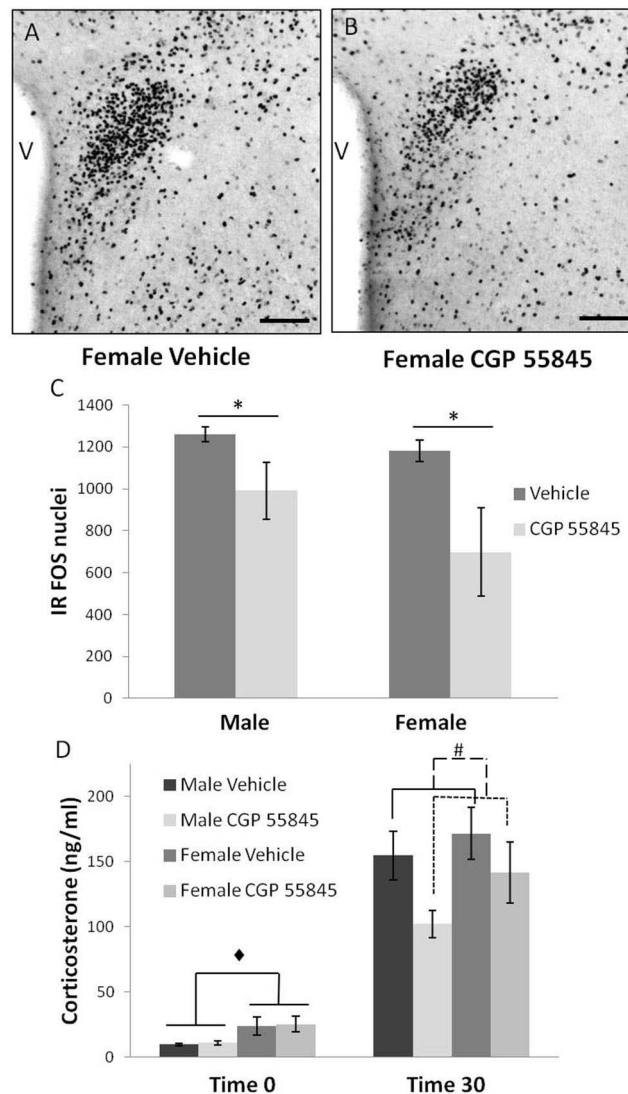 A
B
V
V
Female Vehicle
Female CGP 55845
C
1400
1200
1000
800
600
400
200
0
IR FOS nuclei
*
*
Vehicle
CGP 55845
Male
Female
D
200
150
100
50
0
Corticosterone (ng/ml)
Male Vehicle
Male CGP 55845
Female Vehicle
Female CGP 55845
♦
#
Time 0
Time 30